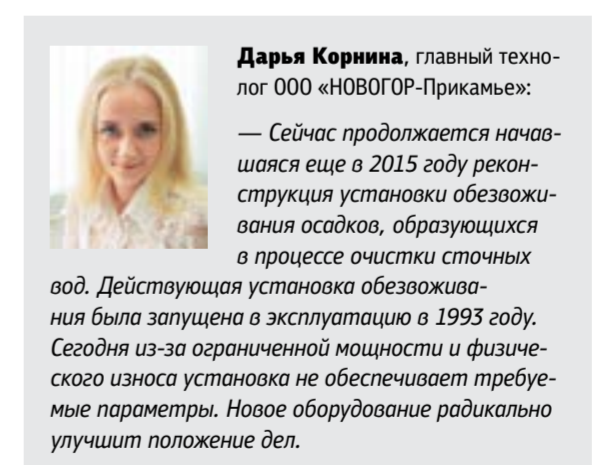 Дарья Корнина, главный техно-
лог ООО «НОВОГОР-Прикамье»:
— Сейчас продолжается начав-
шаяся еще в 2015 году рекон-
струкция установки обезвожи-
вания осадков, образующихся
в процессе очистки сточных
вод. Действующая установка обезвожива-
ния была запущена в эксплуатацию в 1993 году.
Сегодня из-за ограниченной мощности и физиче-
ского износа установка не обеспечивает требуе-
мые параметры. Новое оборудование радикально
улучшит положение дел.